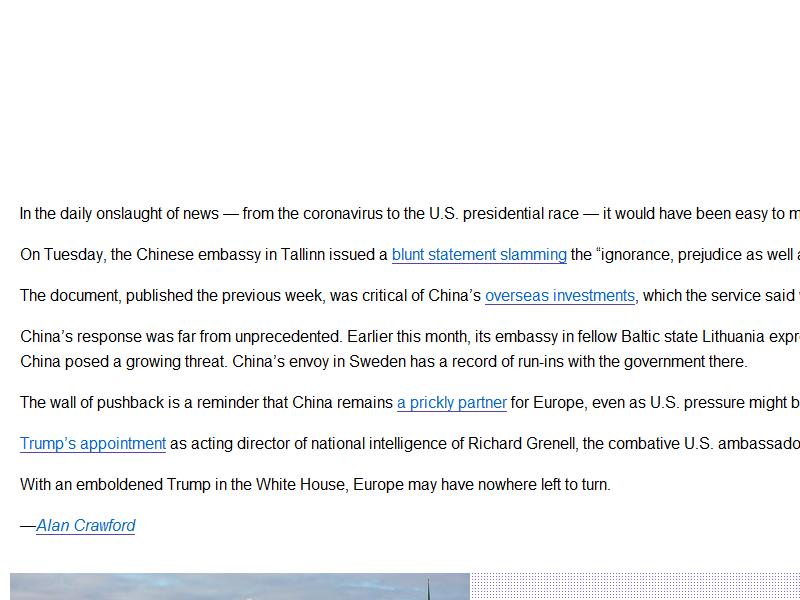 In the daily onslaught of news — from the coronavirus to the U.S. presidential race — it would have been easy to
On Tuesday, the Chinese embassy in Tallinn issued a blunt statement slamming the “ignorance, prejudice as well
The document, published the previous week, was critical of China’s overseas investments, which the service said
China’s response was far from unprecedented. Earlier this month, its embassy in fellow Baltic state Lithuania
China posed a growing threat. China’s envoy in Sweden has a record of run-ins with the government there.
The wall of pushback is a reminder that China remains a prickly partner for Europe, even as U.S. pressure might
Trump’s appointment as acting director of national intelligence of Richard Grenell, the combative U.S.
With an emboldened Trump in the White House, Europe may have nowhere left to turn.
—Alan Crawford